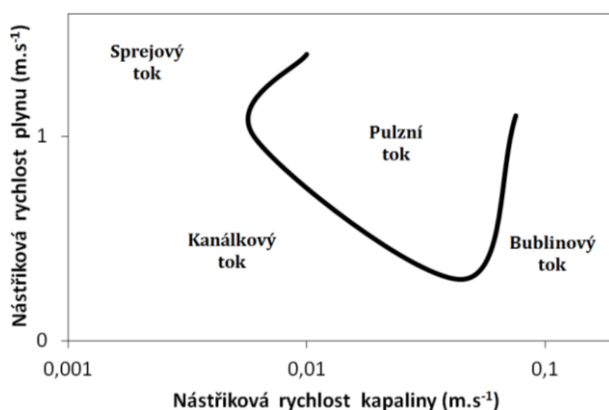 Nástřiková rychlost plynu (m.s-1)
Sprejový
tok
Pulzní
tok
Kanálkový
tok
Bublinový
tok
1
0
0,001
0,01
0,1
Nástřiková rychlost kapaliny (m.s-1)